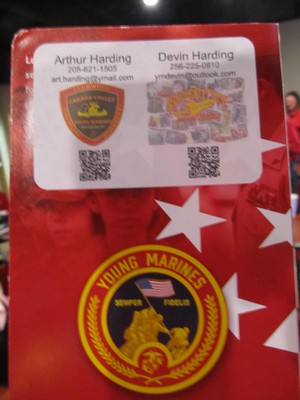 Arthur Harding
205-821-1505
art.harding@ymail.com
Devin Harding
256-225-0810
ymdevin@outlook.com
YOUNG MARINES
SEMPER FIDELIS